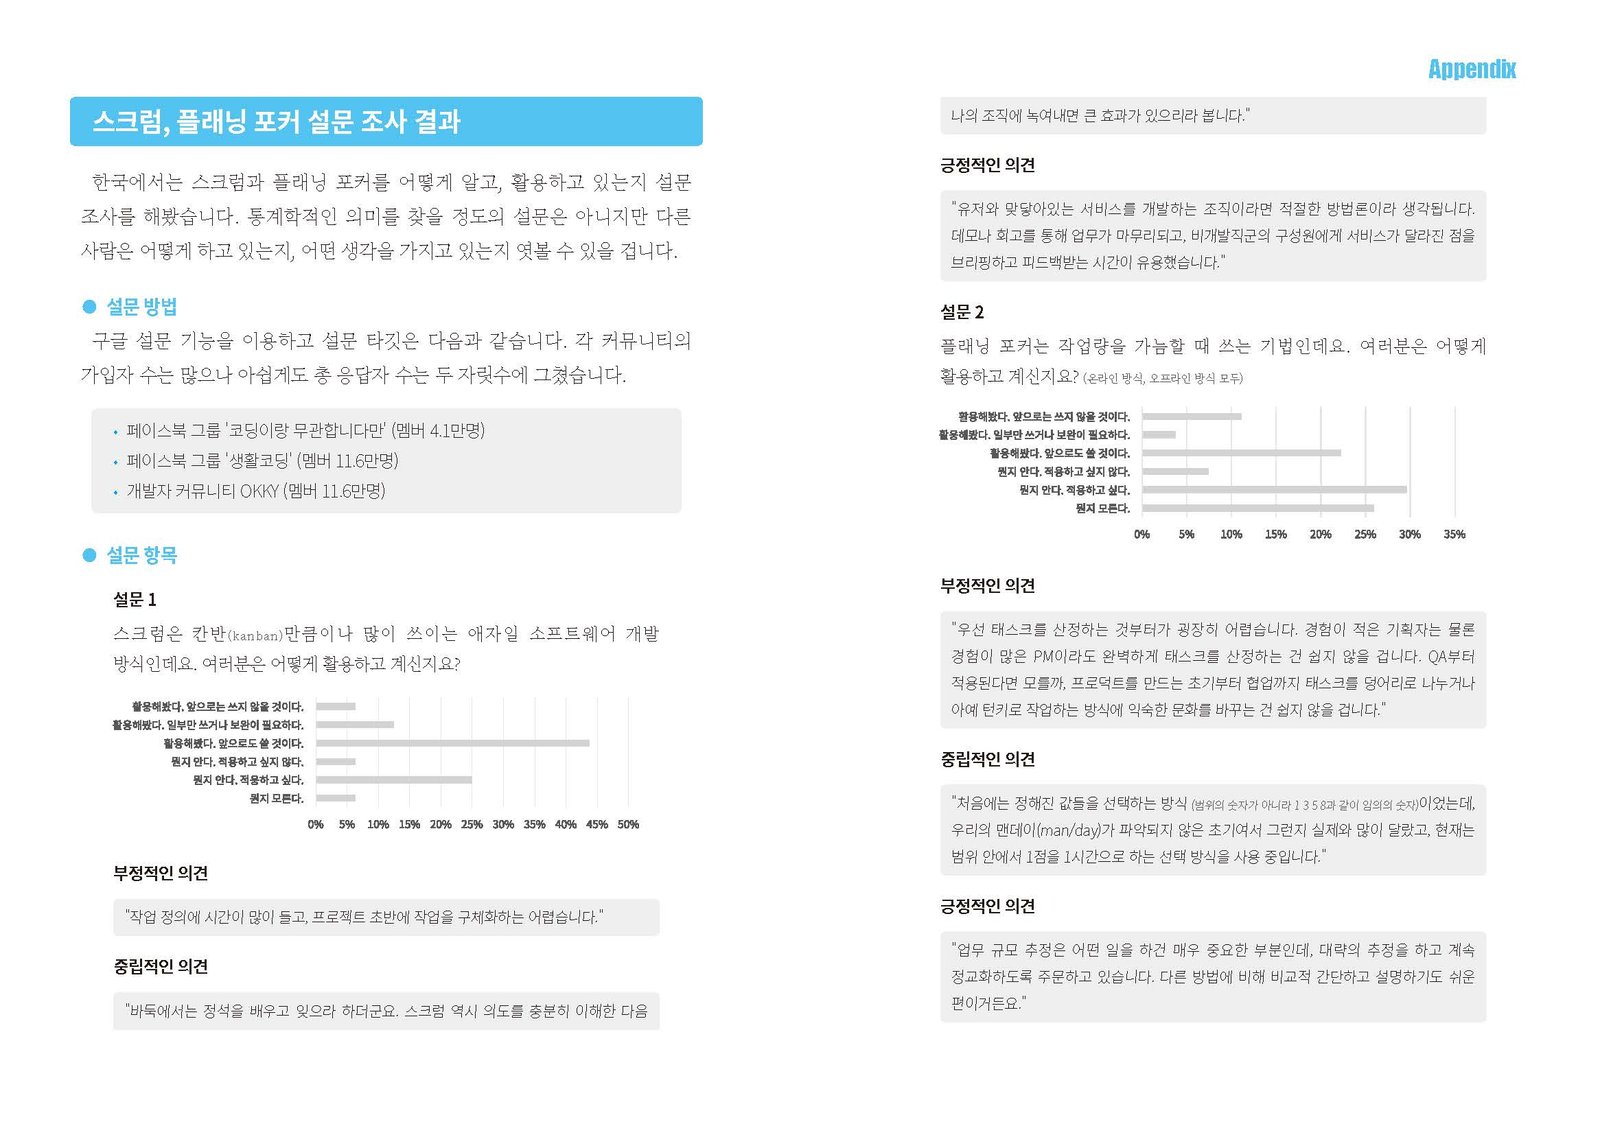 스크럼, 플래닝 포커 설문 조사 결과
한국에서는 스크럼과 플래닝 포커를 어떻게 알고, 활용하고 있는지 설문
조사를 해봤습니다. 통계학적인 의미를 찾을 정도의 설문은 아니지만 다른
사람은 어떻게 하고 있는지, 어떤 생각을 가지고 있는지 엿볼 수 있을 겁니다.
● 설문 방법
구글 설문 기능을 이용하고 설문 타깃은 다음과 같습니다. 각 커뮤니티의
가입자 수는 많으나 아쉽게도 총 응답자 수는 두 자릿수에 그쳤습니다.
• 페이스북 그룹 '코딩이랑 무관합니다만' (멤버 4.1만명)
• 페이스북 그룹 '생활코딩' (멤버 11.6만명)
• 개발자 커뮤니티 OKKY (멤버 11.6만명)
● 설문 항목
설문 1
스크럼은 칸반(kanban)만큼이나 많이 쓰이는 애자일 소프트웨어 개발
방식인데요. 여러분은 어떻게 활용하고 계신지요?
활용해봤다. 앞으로는 쓰지 않을 것이다.
활용해봤다. 일부만 쓰거나 보완이 필요하다.
활용해봤다. 앞으로도 쓸 것이다.
뭔지 안다. 적용하고 싶지 않다.
뭔지 안다. 적용하고 싶다.
뭔지 모른다.
0% 5% 10% 15% 20% 25% 30% 35% 40% 45% 50%
부정적인 의견
"작업 정의에 시간이 많이 들고, 프로젝트 초반에 작업을 구체화하는 어렵습니다."
중립적인 의견
"바둑에서는 정석을 배우고 잊으라 하더군요. 스크럼 역시 의도를 충분히 이해한 다음
Appendix
나의 조직에 녹여내면 큰 효과가 있으리라 봅니다."
긍정적인 의견
"유저와 맞닿아있는 서비스를 개발하는 조직이라면 적절한 방법론이라 생각됩니다.
데모나 회고를 통해 업무가 마무리되고, 비개발직군의 구성원에게 서비스가 달라진 점을
브리핑하고 피드백받는 시간이 유용했습니다."
설문 2
플래닝 포커는 작업량을 가늠할 때 쓰는 기법인데요. 여러분은 어떻게
활용하고 계신지요? (온라인 방식, 오프라인 방식 모두)
활용해봤다. 앞으로는 쓰지 않을 것이다.
활용해봤다. 일부만 쓰거나 보완이 필요하다.
활용해봤다. 앞으로도 쓸 것이다.
뭔지 안다. 적용하고 싶지 않다.
뭔지 안다. 적용하고 싶다.
뭔지 모른다.
0% 5% 10% 15% 20% 25% 30% 35%
부정적인 의견
"우선 태스크를 산정하는 것부터가 굉장히 어렵습니다. 경험이 적은 기획자는 물론
경험이 많은 PM이라도 완벽하게 태스크를 산정하는 건 쉽지 않을 겁니다. QA부터
적용된다면 모를까, 프로덕트를 만드는 초기부터 협업까지 태스크를 덩어리로 나누거나
아예 턴키로 작업하는 방식에 익숙한 문화를 바꾸는 건 쉽지 않을 겁니다."
중립적인 의견
"처음에는 정해진 값들을 선택하는 방식 (범위의 숫자가 아니라 1 3 5 8과 같이 임의의 숫자)이었는데,
우리의 맨데이(man/day)가 파악되지 않은 초기여서 그런지 실제와 많이 달랐고, 현재는
범위 안에서 1점을 1시간으로 하는 선택 방식을 사용 중입니다."
긍정적인 의견
"업무 규모 추정은 어떤 일을 하건 매우 중요한 부분인데, 대략의 추정을 하고 계속
정교화하도록 주문하고 있습니다. 다른 방법에 비해 비교적 간단하고 설명하기도 쉬운
편이거든요."